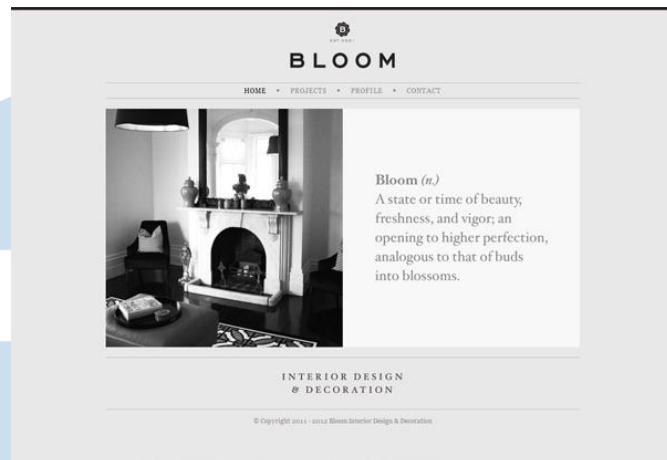 B
BLOOM
HOME • PROJECTS • PROFILE • CONTACT
Bloom (n.)
A state or time of beauty,
freshness, and vigor; an
opening to higher perfection,
analogous to that of buds
into blossoms.
INTERIOR DESIGN
& DECORATION
© Copyright 2011 - 2012 Bloom Interior Design & Decoration